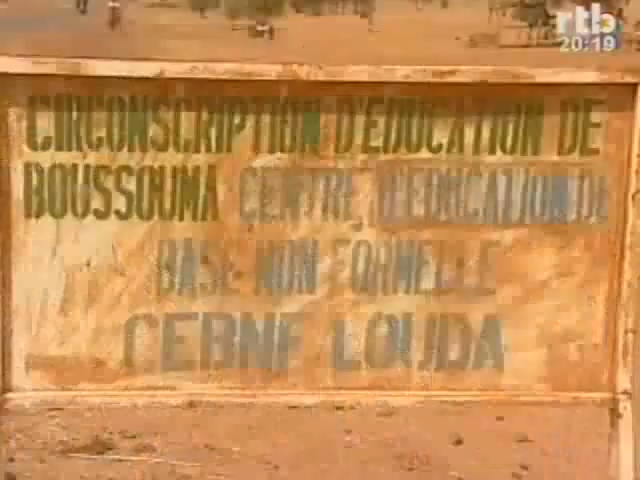 rtb
20:19
CIRCONSCRIPTION D'EDUCATION DE
BOUSSOUMA CENTRE D'EDUCATION DE
BASE NON FORMELLE
CEBNF LOUDA